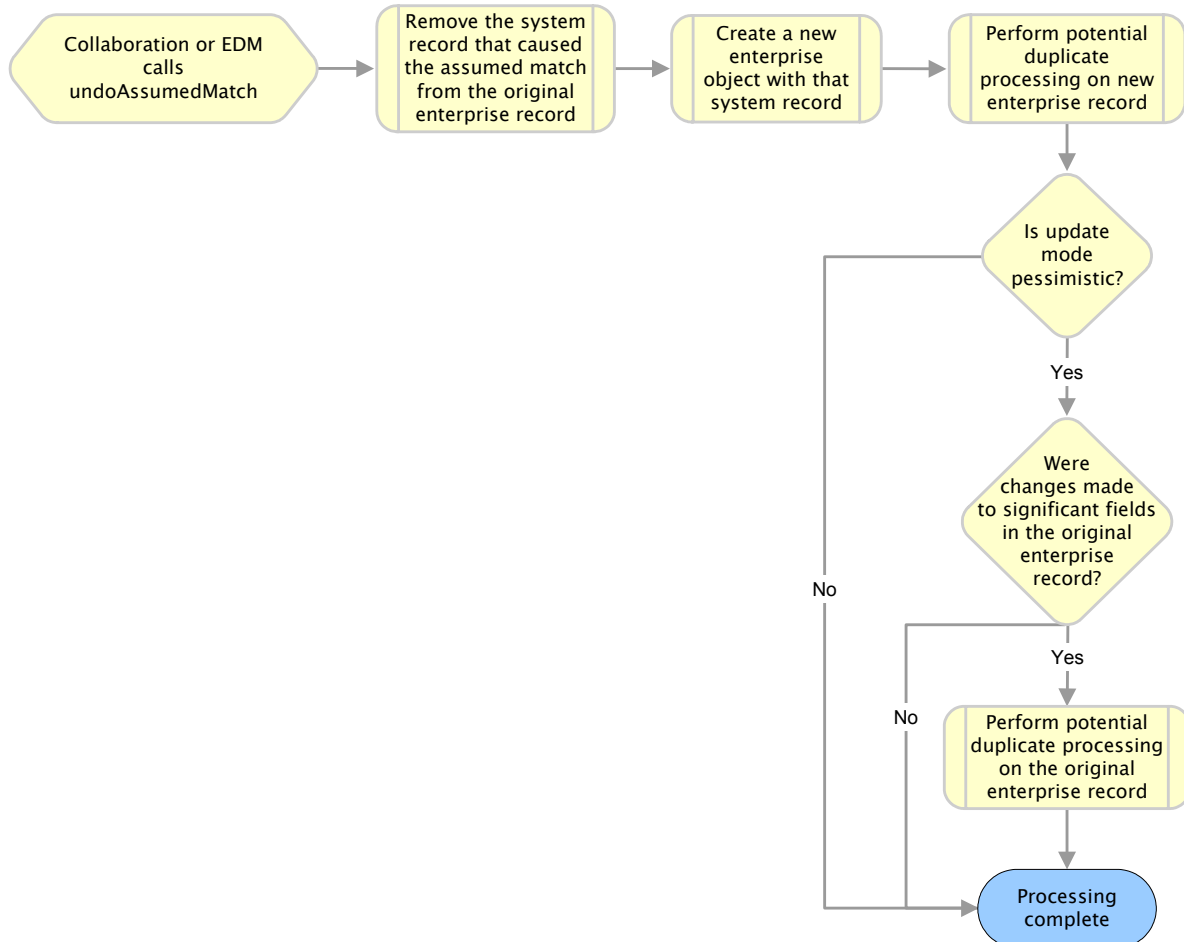 Collaboration or EDM
calls
undoAssumedMatch
Remove the system
record that caused
the assumed match
from the original
enterprise record
Create a new
enterprise
object with that
system record
Perform potential
duplicate
processing on new
enterprise record
Is update
mode
pessimistic?
Yes
Were
changes made
to significant fields
in the original
enterprise
record?
No
Yes
No
Perform potential
duplicate processing
on the original
enterprise record
Processing
complete